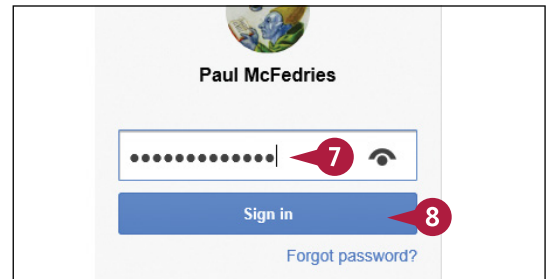 Paul McFedries
•••••••••••••
7
Sign in
8
Forgot password?